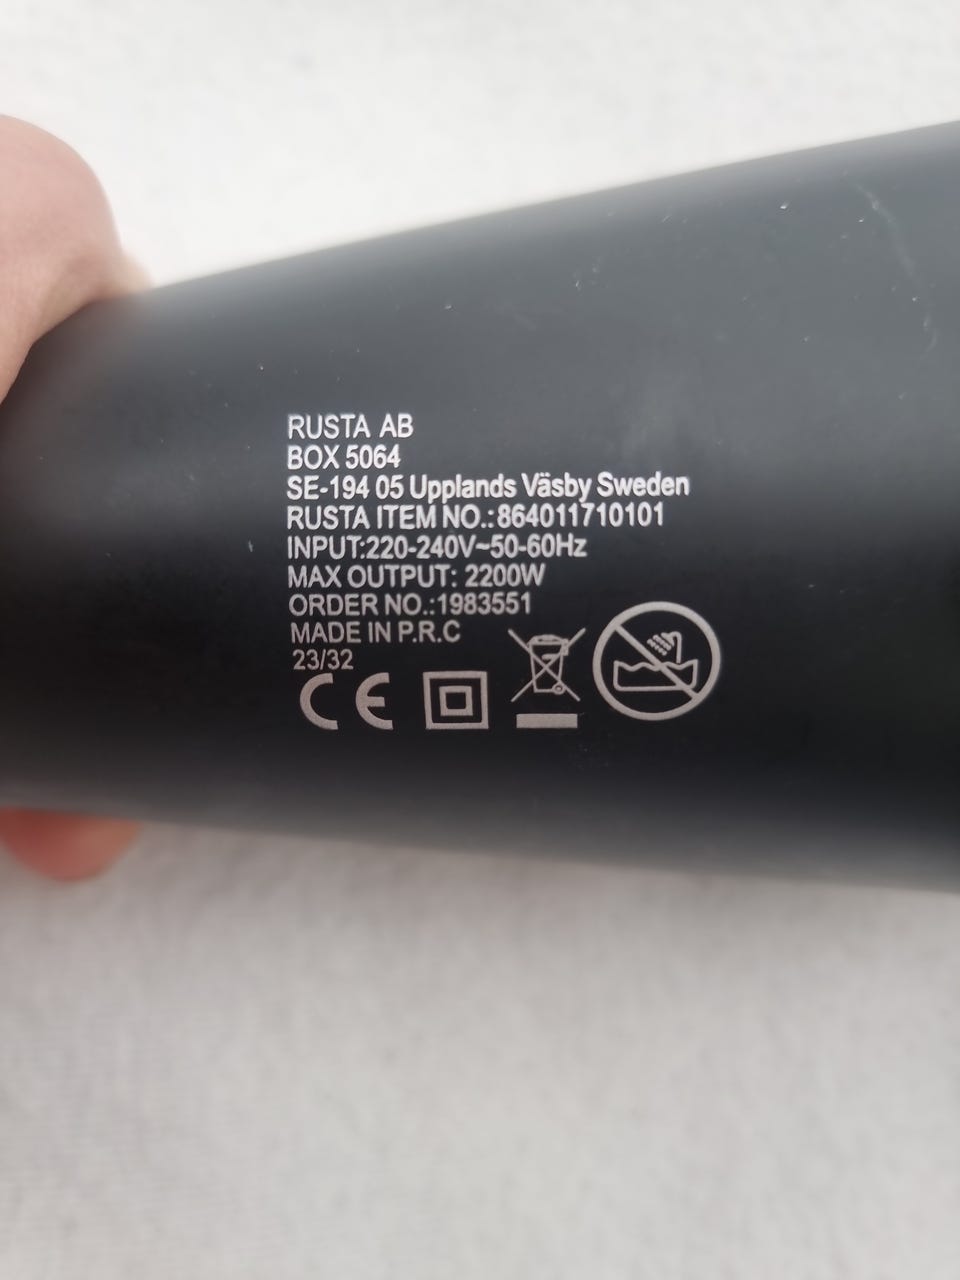 RUSTA AB
BOX 5064
SE-194 05 Upplands Väsby Sweden
RUSTA ITEM NO.:864011710101
INPUT:220-240V~50-60Hz
MAX OUTPUT: 2200W
ORDER NO.:1983551
MADE IN P.R.C
23/32
CE